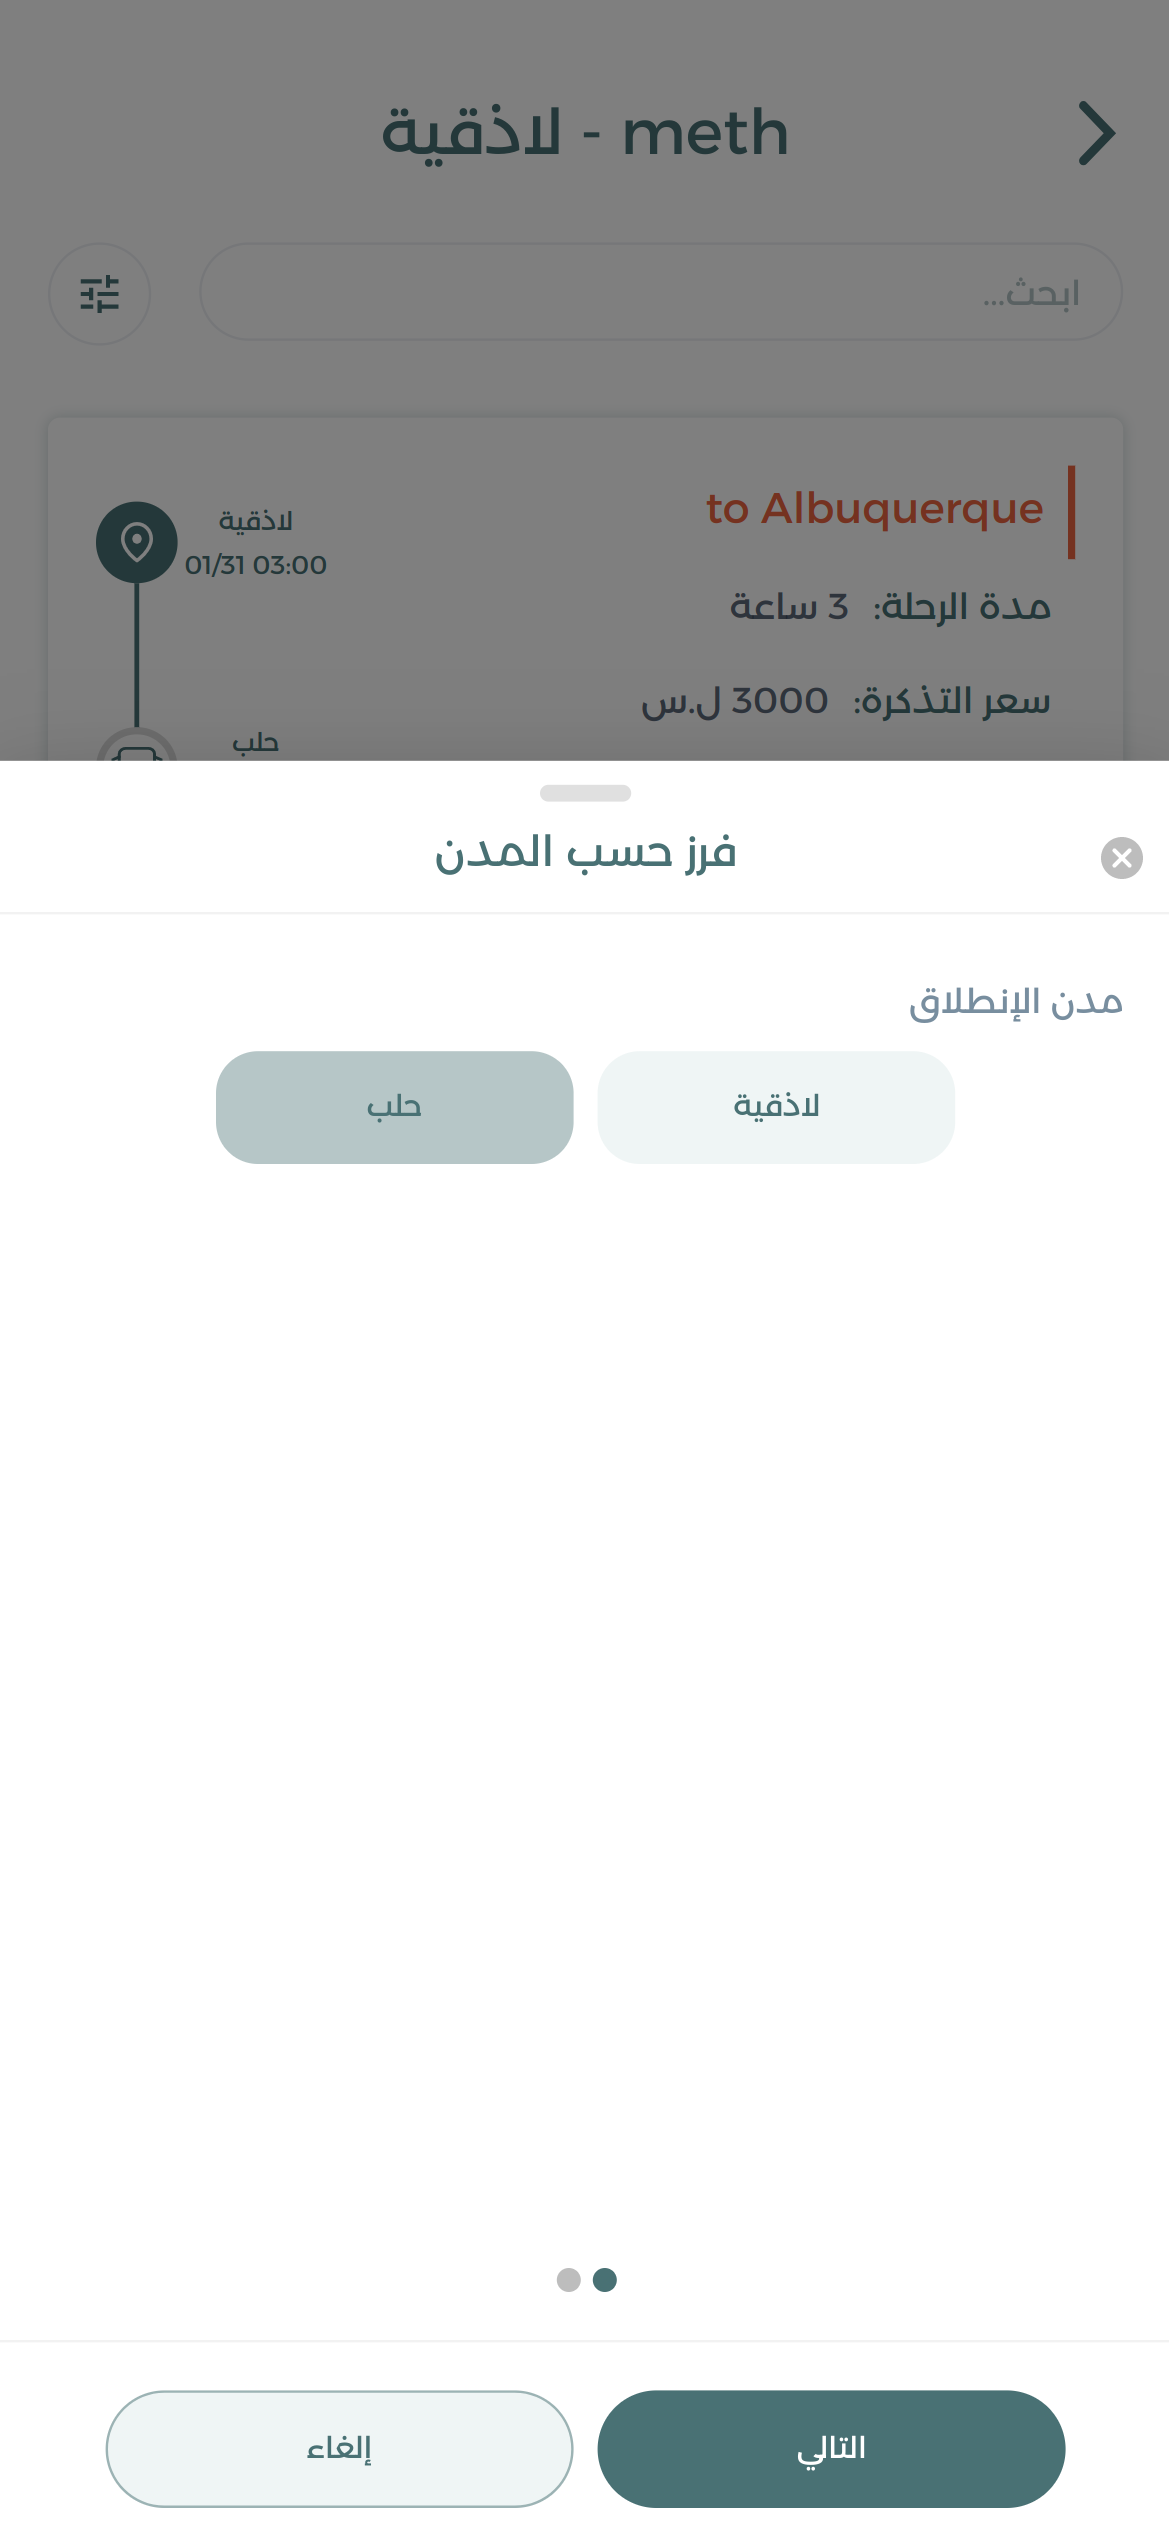 meth - لاذقية
ابحث...
to Albuquerque
لاذقية
01/31 03:00
مدة الرحلة: 3 ساعة
سعر التذكرة: 3000 ل.س
حلب
فرز حسب المدن
مدن الإنطلاق
لاذقية
حلب
التالي
إلغاء